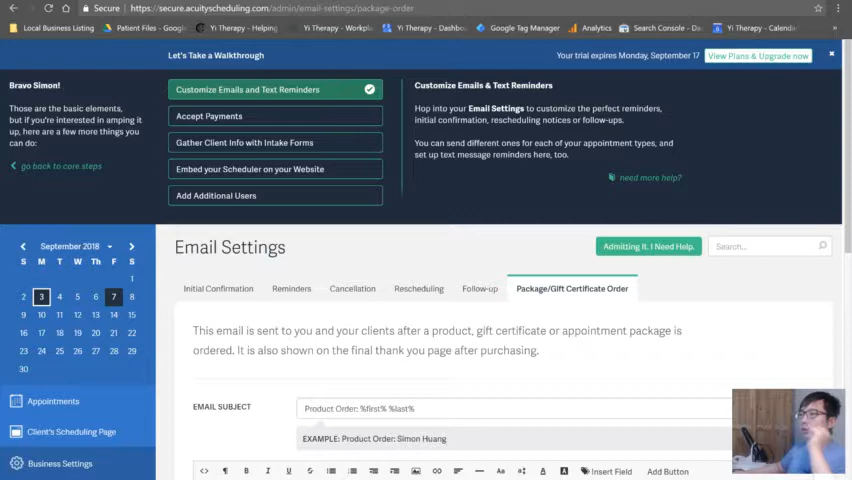 Secure
https://secure.acuityscheduling.com/admin/email-settings/package-order
Local Business Listing
Patient Files - Google
Yi Therapy - Helping
Yi Therapy - Workpla
Yi Therapy - Dashbo
Google Tag Manager
Analytics
Search Console - Da
Yi Therapy - Calend
Let's Take a Walkthrough
Your trial expires Monday, September 17
View Plans & Upgrade now
Bravo Simon!
Those are the basic elements,
but if you're interested in amping it
up, here are a few more things you
can do:
go back to core steps
Customize Emails and Text Reminders
Accept Payments
Gather Client Info with Intake Forms
Embed your Scheduler on your Website
Add Additional Users
Customize Emails & Text Reminders
Hop into your Email Settings to customize the perfect reminders,
initial confirmation, rescheduling notices or follow-ups.
You can send different ones for each of your appointment types, and
set up text message reminders here, too.
need more help?
September 2018
S M T W Th F S
1
2 3 4 5 6 7 8
9 10 11 12 13 14 15
16 17 18 19 20 21 22
23 24 25 26 27 28 29
30
Appointments
Client's Scheduling Page
Business Settings
Email Settings
Admitting It. I Need Help.
Search...
Initial Confirmation
Reminders
Cancellation
Rescheduling
Follow-up
Package/Gift Certificate Order
This email is sent to you and your clients after a product, gift certificate or appointment package is
ordered. It is also shown on the final thank you page after purchasing.
EMAIL SUBJECT
Product Order: %first% %last%
EXAMPLE: Product Order: Simon Huang
Insert Field
Add Button